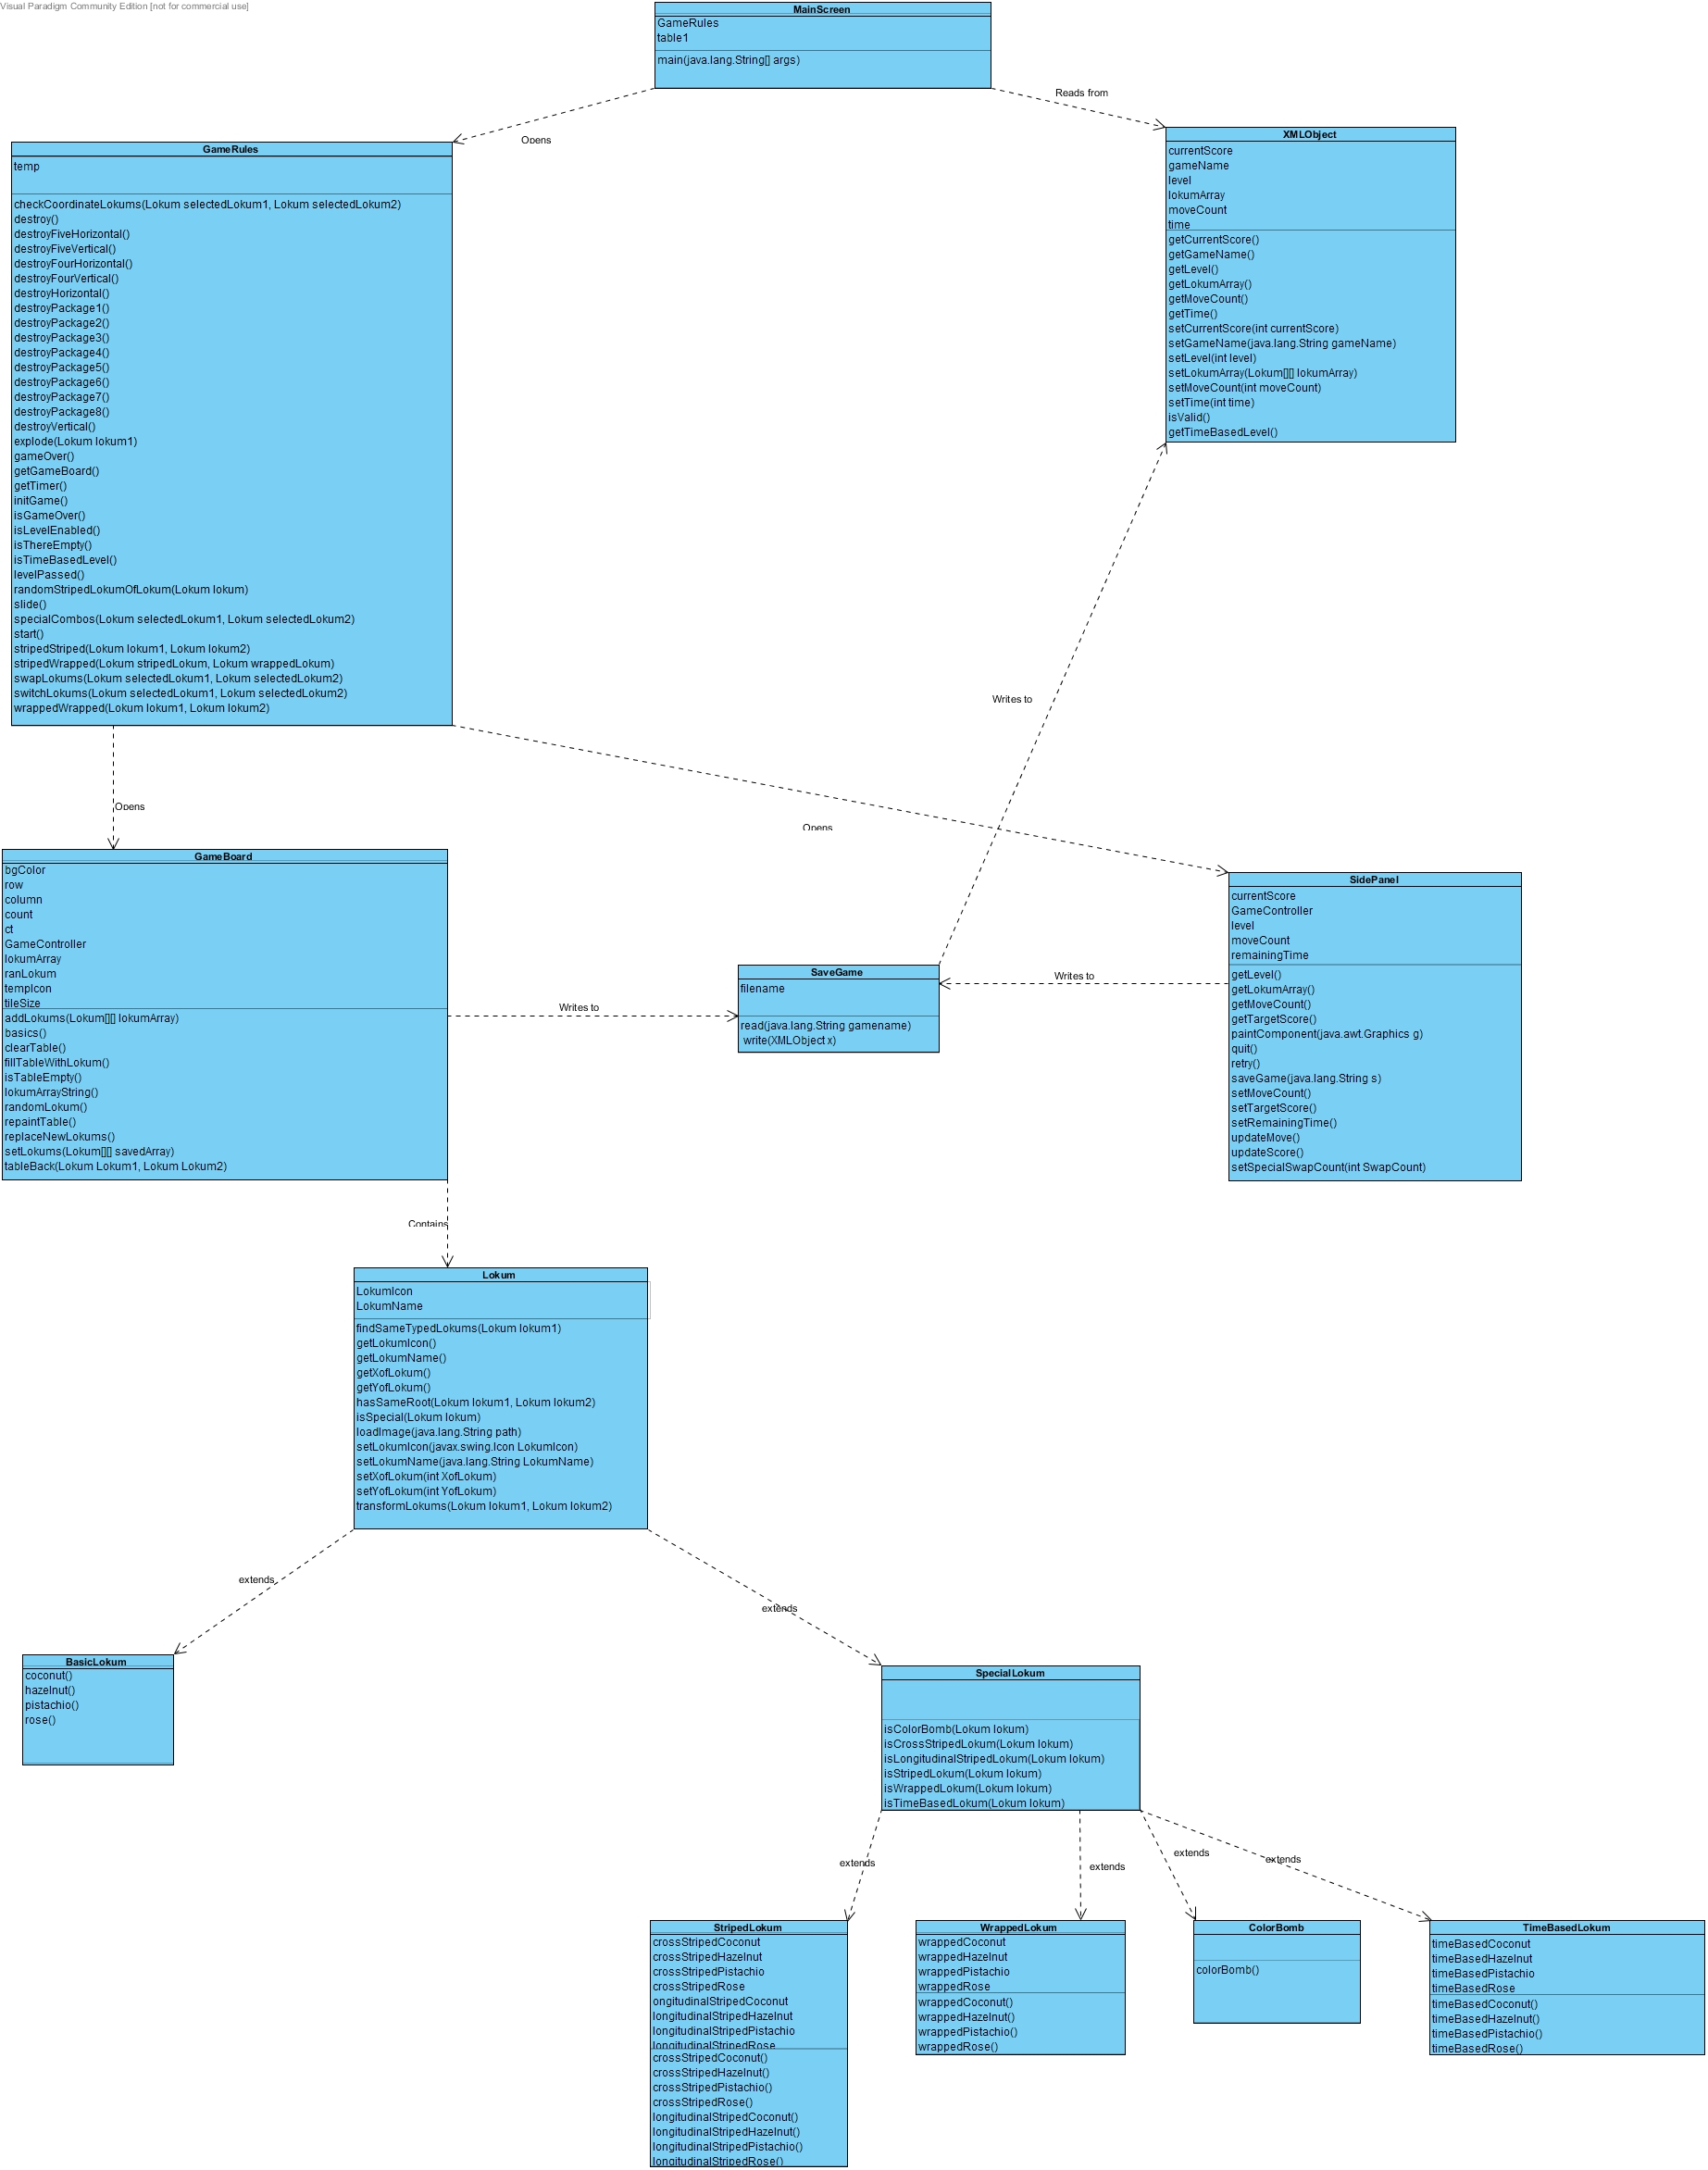 Visual Paradigm Community Edition [not for commercial use]
MainScreen
GameRules
table1
main(java.lang.String[] args)
Opens
Reads from
GameRules
temp
checkCoordinateLokums(Lokum selectedLokum1, Lokum selectedLokum2)
destroy()
destroyFiveHorizontal()
destroyFiveVertical()
destroyFourHorizontal()
destroyFourVertical()
destroyHorizontal()
destroyPackage1()
destroyPackage2()
destroyPackage3()
destroyPackage4()
destroyPackage5()
destroyPackage6()
destroyPackage7()
destroyPackage8()
destroyVertical()
explode(Lokum lokum1)
gameOver()
getGameBoard()
getTimer()
initGame()
isGameOver()
isLevelEnabled()
isThereEmpty()
isTimeBasedLevel()
levelPassed()
randomStripedLokumOfLokum(Lokum lokum)
slide()
specialCombos(Lokum selectedLokum1, Lokum selectedLokum2)
start()
stripedStriped(Lokum lokum1, Lokum lokum2)
stripedWrapped(Lokum stripedLokum, Lokum wrappedLokum)
swapLokums(Lokum selectedLokum1, Lokum selectedLokum2)
switchLokums(Lokum selectedLokum1, Lokum selectedLokum2)
wrappedWrapped(Lokum lokum1, Lokum lokum2)
XMLObject
currentScore
gameName
level
lokumArray
moveCount
time
getCurrentScore()
getGameName()
getLevel()
getLokumArray()
getMoveCount()
getTime()
setCurrentScore(int currentScore)
setGameName(java.lang.String gameName)
setLevel(int level)
setLokumArray(Lokum[][] lokumArray)
setMoveCount(int moveCount)
setTime(int time)
isValid()
getTimeBasedLevel()
Writes to
Opens
Opens
GameBoard
bgColor
row
column
count
ct
GameController
lokumArray
ranLokum
tempIcon
tileSize
addLokums(Lokum[][] lokumArray)
basics()
clearTable()
fillTableWithLokum()
isTableEmpty()
lokumArrayString()
randomLokum()
repaintTable()
replaceNewLokums()
setLokums(Lokum[][] savedArray)
tableBack(Lokum Lokum1, Lokum Lokum2)
Writes to
SaveGame
filename
read(java.lang.String gamename)
write(XMLObject x)
Writes to
SidePanel
currentScore
GameController
level
moveCount
remainingTime
getLevel()
getLokumArray()
getMoveCount()
getTargetScore()
paintComponent(java.awt.Graphics g)
quit()
retry()
saveGame(java.lang.String s)
setMoveCount()
setTargetScore()
setRemainingTime()
updateMove()
updateScore()
setSpecialSwapCount(int SwapCount)
Contains
Lokum
LokumIcon
LokumName
findSameTypedLokums(Lokum lokum1)
getLokumIcon()
getLokumName()
getXofLokum()
getYofLokum()
hasSameRoot(Lokum lokum1, Lokum lokum2)
isSpecial(Lokum lokum)
loadImage(java.lang.String path)
setLokumIcon(javax.swing.Icon LokumIcon)
setLokumName(java.lang.String LokumName)
setXofLokum(int XofLokum)
setYofLokum(int YofLokum)
transformLokums(Lokum lokum1, Lokum lokum2)
extends
extends
BasicLokum
coconut()
hazelnut()
pistachio()
rose()
SpecialLokum
isColorBomb(Lokum lokum)
isCrossStripedLokum(Lokum lokum)
isLongitudinalStripedLokum(Lokum lokum)
isStripedLokum(Lokum lokum)
isWrappedLokum(Lokum lokum)
isTimeBasedLokum(Lokum lokum)
extends
extends
extends
extends
StripedLokum
crossStripedCoconut
crossStripedHazelnut
crossStripedPistachio
crossStripedRose
ongitudinalStripedCoconut
longitudinalStripedHazelnut
longitudinalStripedPistachio
longitudinalStripedRose
crossStripedCoconut()
crossStripedHazelnut()
crossStripedPistachio()
crossStripedRose()
longitudinalStripedCoconut()
longitudinalStripedHazelnut()
longitudinalStripedPistachio()
longitudinalStripedRose()
WrappedLokum
wrappedCoconut
wrappedHazelnut
wrappedPistachio
wrappedRose
wrappedCoconut()
wrappedHazelnut()
wrappedPistachio()
wrappedRose()
ColorBomb
colorBomb()
TimeBasedLokum
timeBasedCoconut
timeBasedHazelnut
timeBasedPistachio
timeBasedRose
timeBasedCoconut()
timeBasedHazelnut()
timeBasedPistachio()
timeBasedRose()